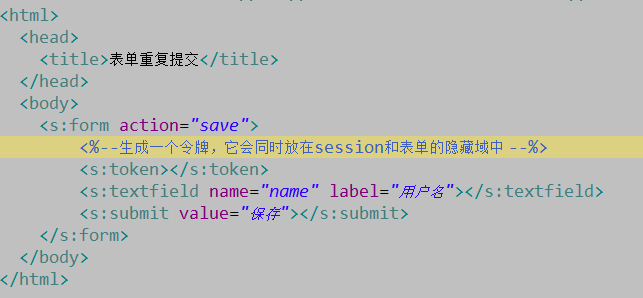 <html>
<head>
<title>表单重复提交</title>
</head>
<body>
<s:form action="save">
<%--生成一个令牌，它会同时放在session和表单的隐藏域中 --%>
<s:token></s:token>
<s:textfield name="name" label="用户名"></s:textfield>
<s:submit value="保存"></s:submit>
</s:form>
</body>
</html>